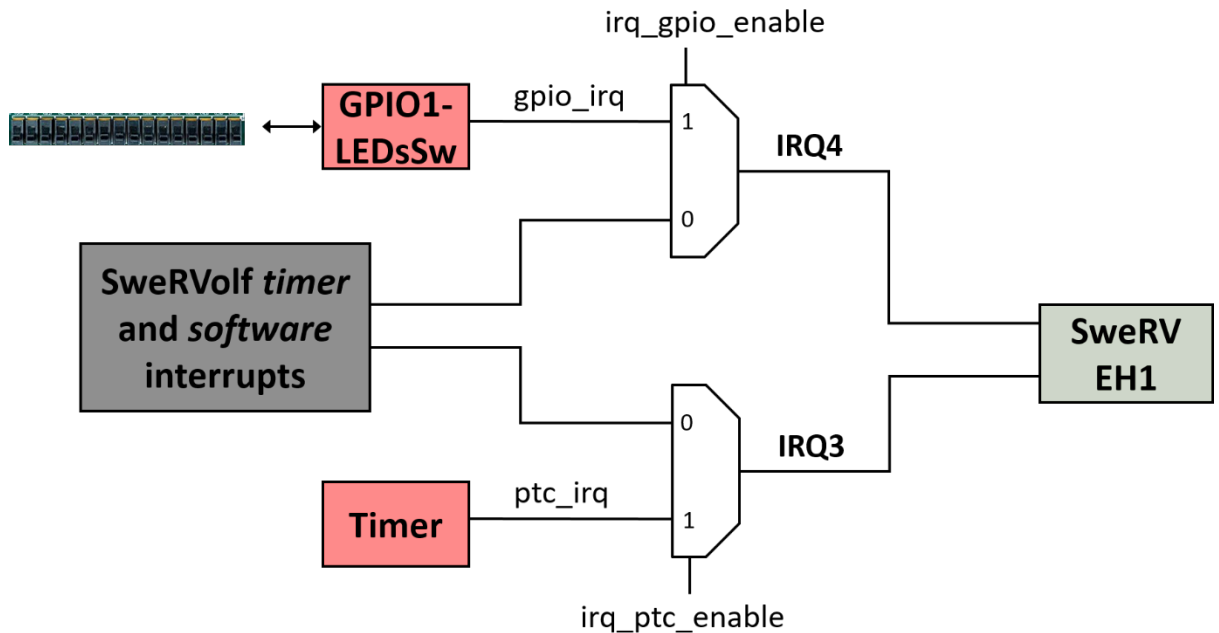 irq_gpio_enable
GPIO1-
LEDsSw
gpio_irq
1
IRQ4
0
SweRVolf timer
and software
interrupts
SweRV
EH1
0
IRQ3
Timer
ptc_irq
1
irq_ptc_enable